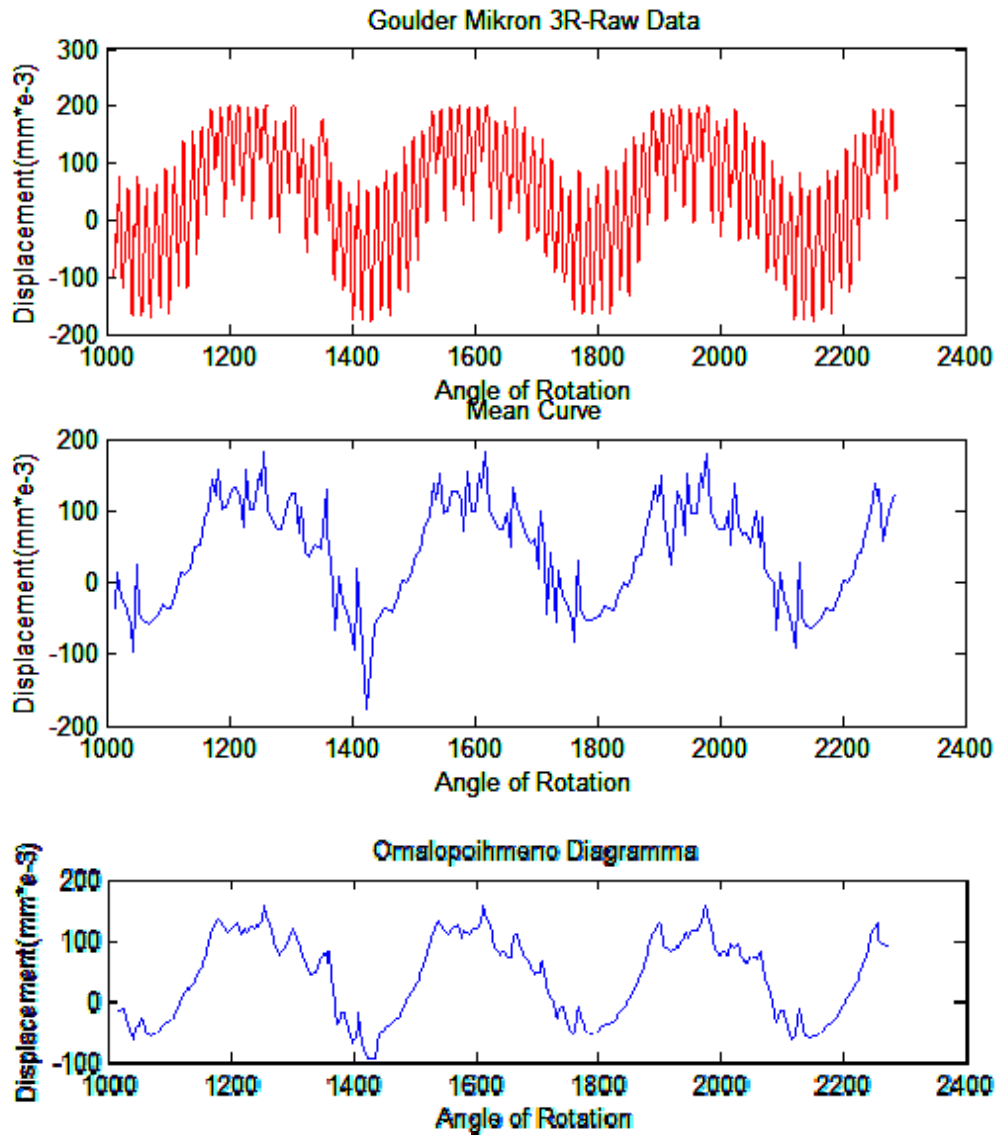 Goulder Mikron 3R-Raw Data
Displacement(mm*e-3)
300
200
100
0
-100
-200
1000 1200 1400 1600 1800 2000 2200 2400
Angle of Rotation
Mean Curve
Displacement(mm*e-3)
200
100
0
-100
-200
1000 1200 1400 1600 1800 2000 2200 2400
Angle of Rotation
Omalopoihmeno Diagramma
Displacement(mm*e-3)
200
100
0
-100
1000 1200 1400 1600 1800 2000 2200 2400
Angle of Rotation